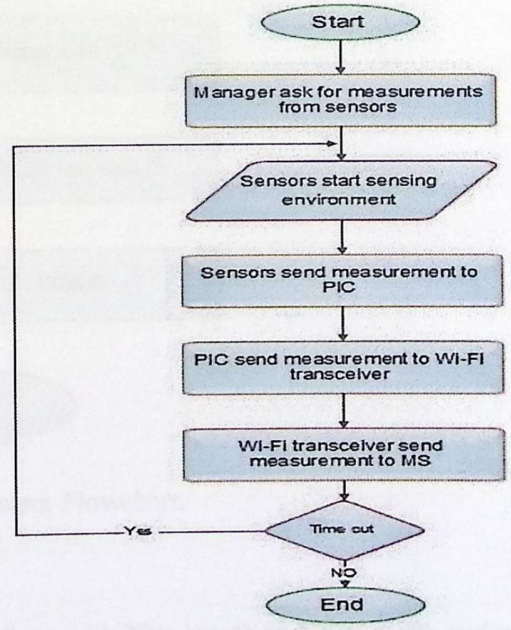 Start
Manager ask for measurements
from sensors
Sensors start sensing
environment
Sensors send measurement to
PIC
PIC send measurement to Wi-Fi
transceiver
Wi-Fi transceiver send
measurement to MS
Time out
Yes
NO
End